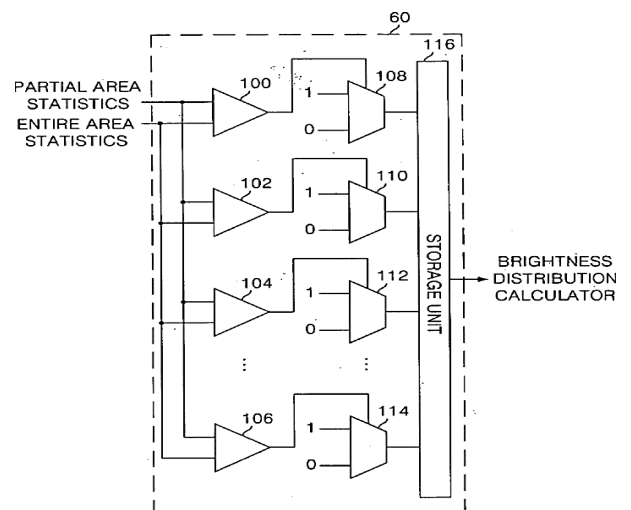 60
116
PARTIAL AREA
STATISTICS
ENTIRE AREA
STATISTICS
100
1
108
0
102
1
110
0
104
1
112
0
...
...
106
1
114
0
STORAGE UNIT
BRIGHTNESS
DISTRIBUTION
CALCULATOR